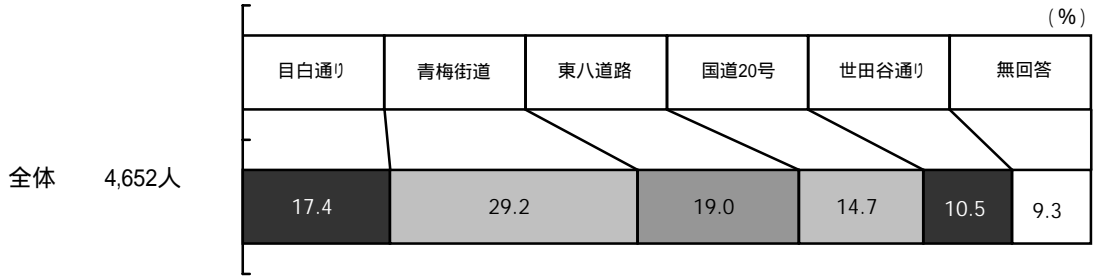 (%)
目白通り 青梅街道 東八道路 国道20号 世田谷通り 無回答
全体 4,652人 17.4 29.2 19.0 14.7 10.5 9.3